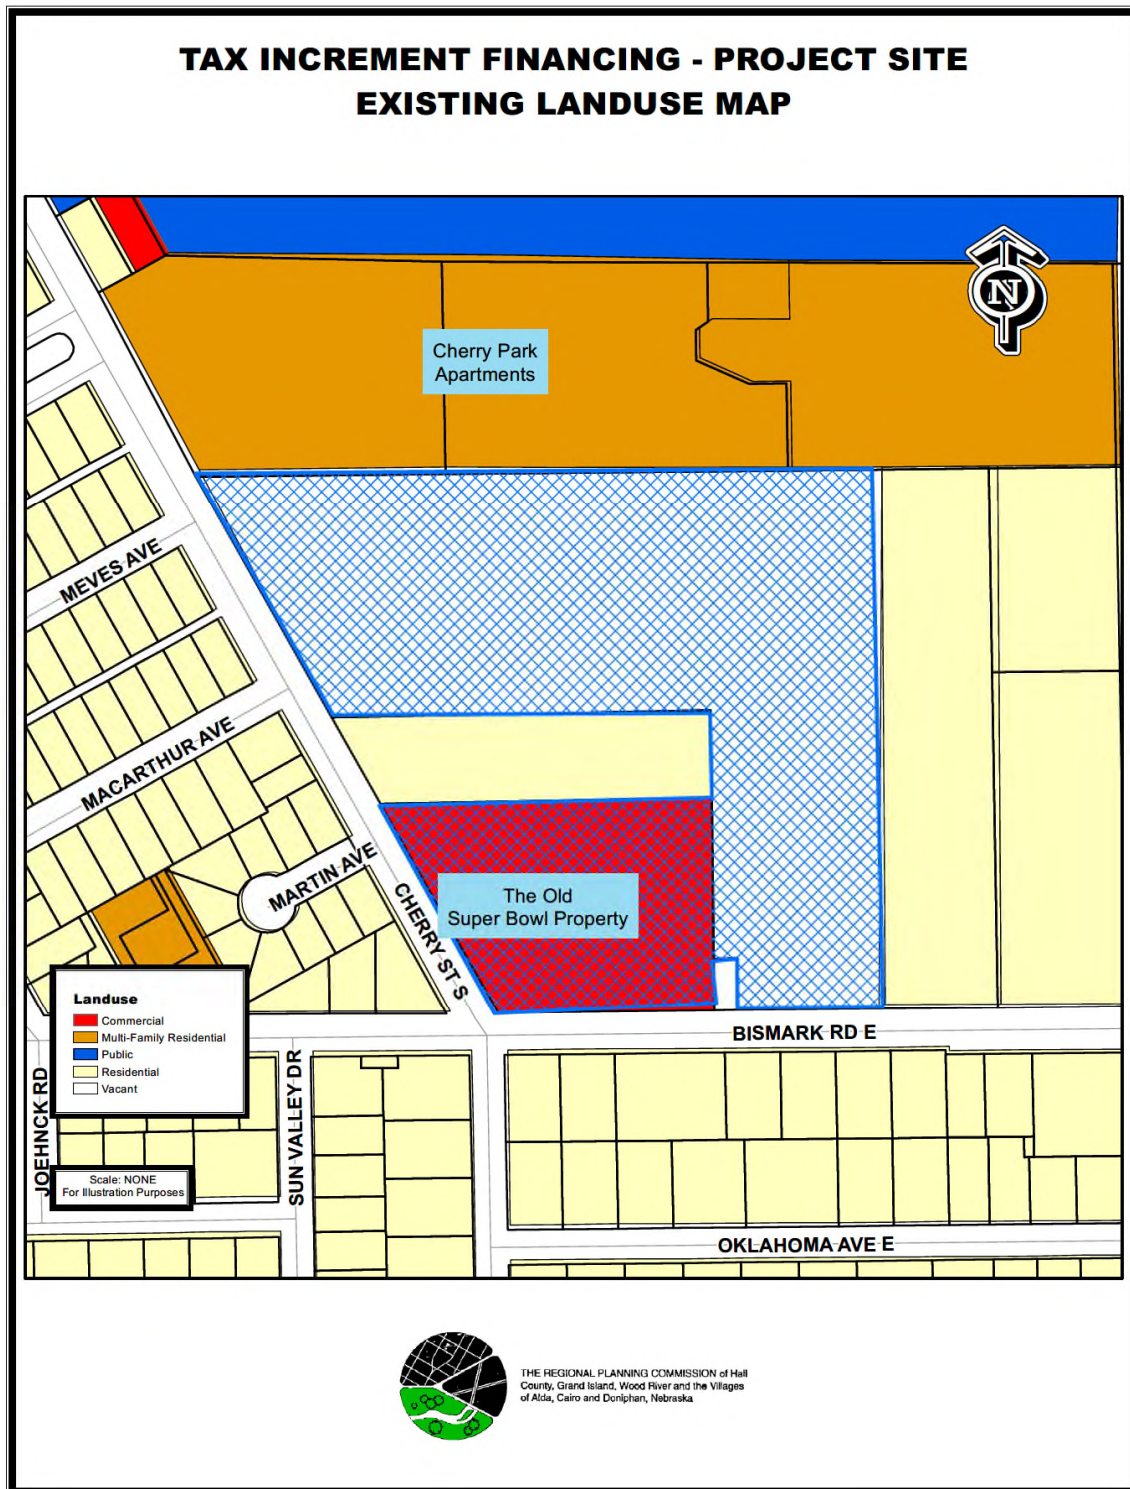 TAX INCREMENT FINANCING - PROJECT SITE
EXISTING LANDUSE MAP
N
Cherry Park
Apartments
MEVES AVE
MACARTHUR AVE
MARTIN AVE
CHERRY ST S
The Old
Super Bowl Property
BISMARK RD E
Landuse
Commercial
Multi-Family Residential
Public
Residential
Vacant
JOEHNCK RD
SUN VALLEY DR
Scale: NONE
For Illustration Purposes
OKLAHOMA AVE E
THE REGIONAL PLANNING COMMISSION of Hall
County, Grand Island, Wood River and the Villages
of Alda, Cairo and Doniphan, Nebraska